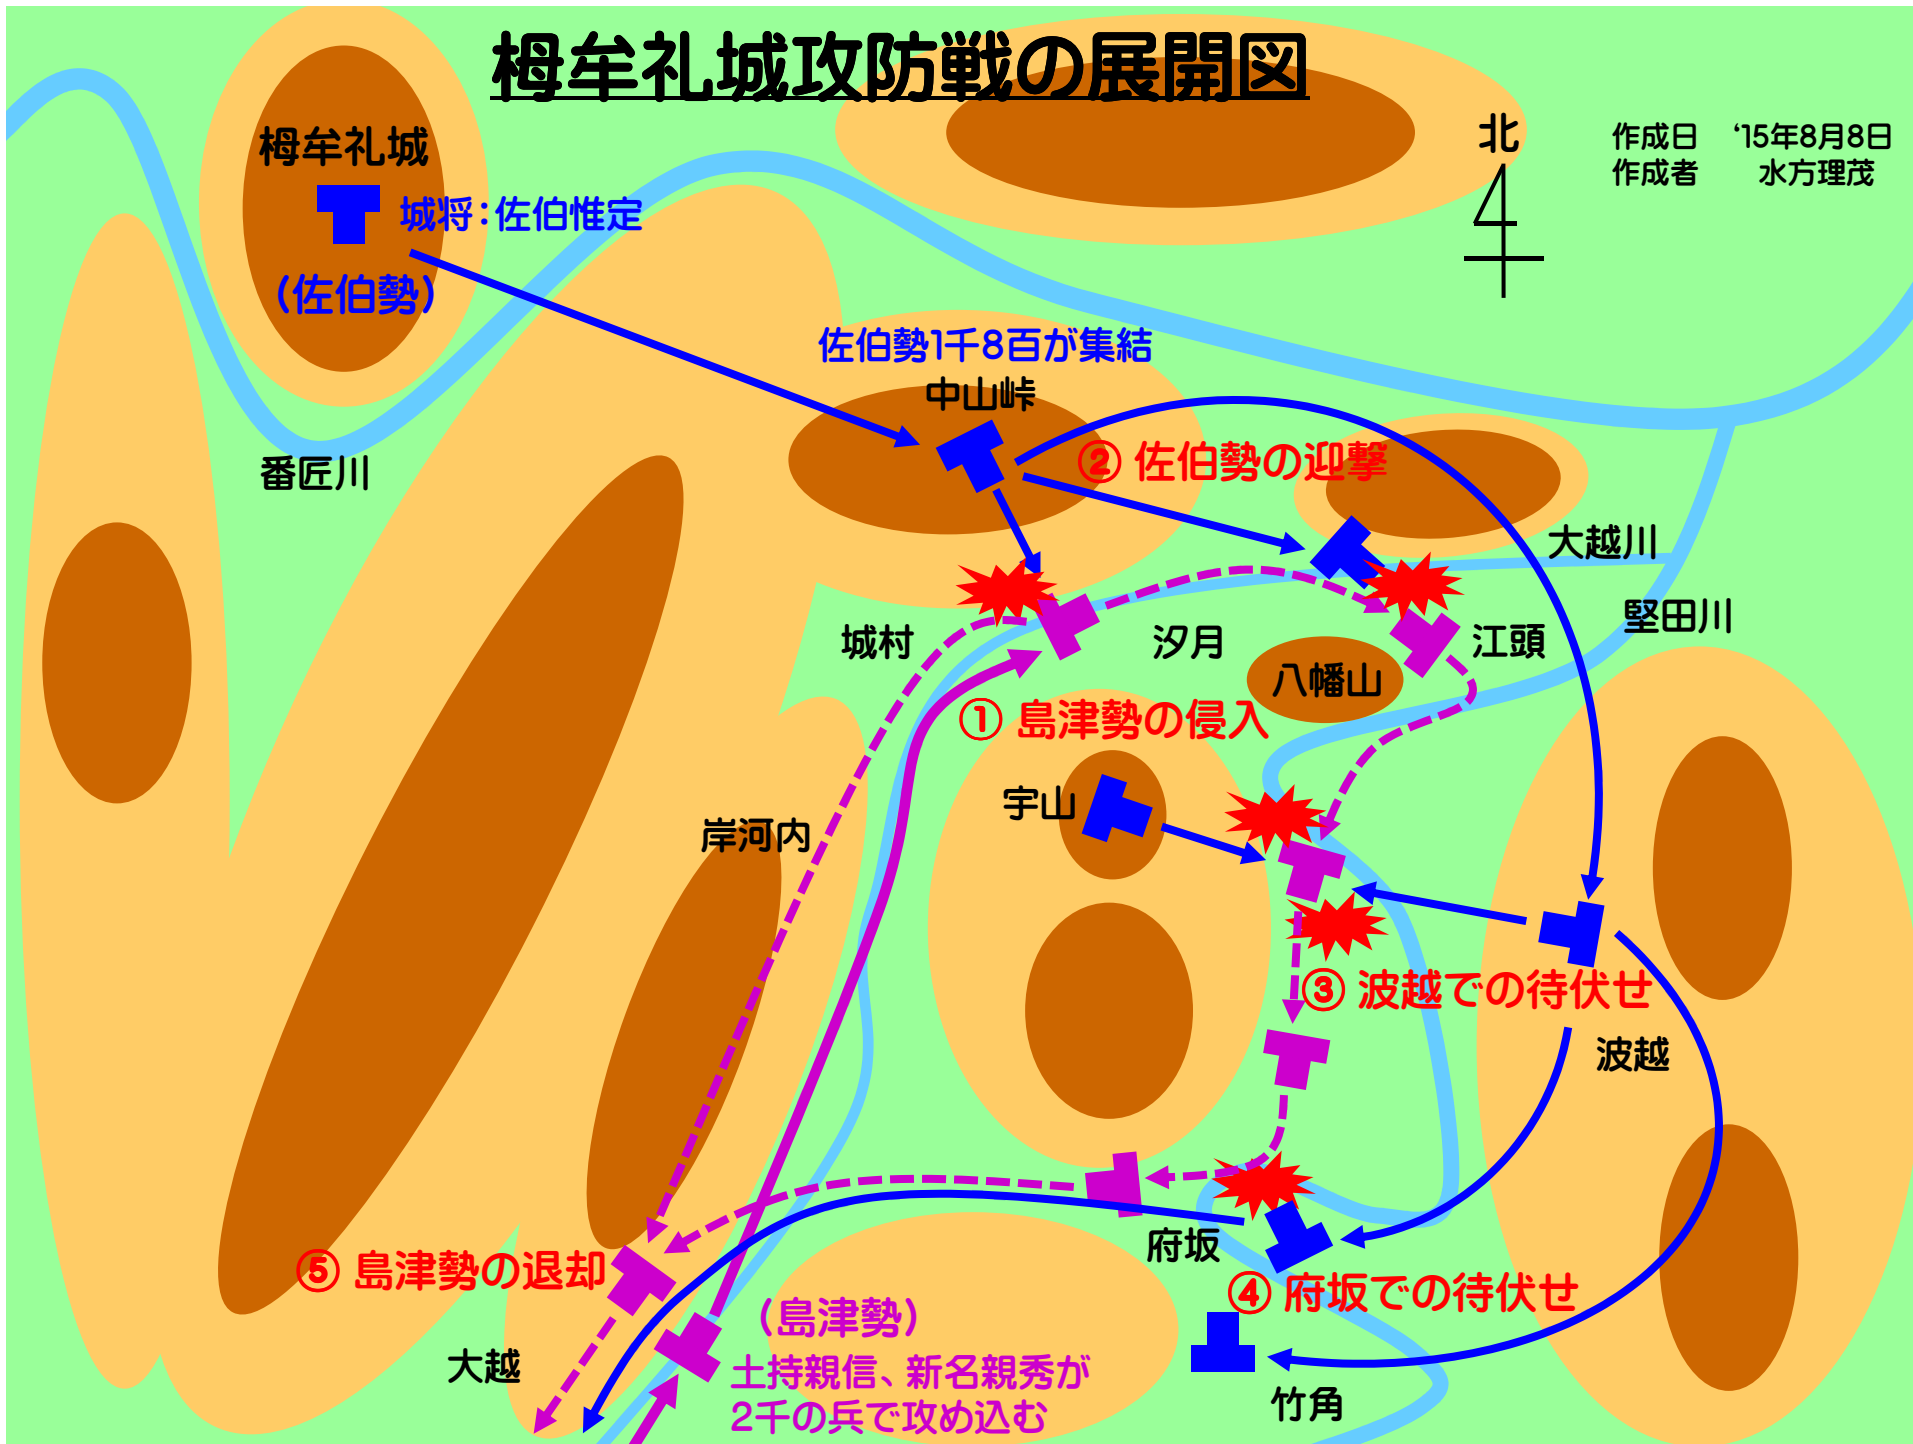 栂牟礼城攻防戦の展開図
北
作成日 ‘15年8月8日
作成者 水方理茂
栂牟礼城
城将:佐伯惟定
(佐伯勢)
佐伯勢1千8百が集結
中山峠
② 佐伯勢の迎撃
番匠川
大越川
堅田川
城村
汐月
江頭
八幡山
① 島津勢の侵入
宇山
岸河内
③ 波越での待伏せ
波越
府坂
⑤ 島津勢の退却
④ 府坂での待伏せ
(島津勢)
大越
土持親信、新名親秀が
2千の兵で攻め込む
竹角